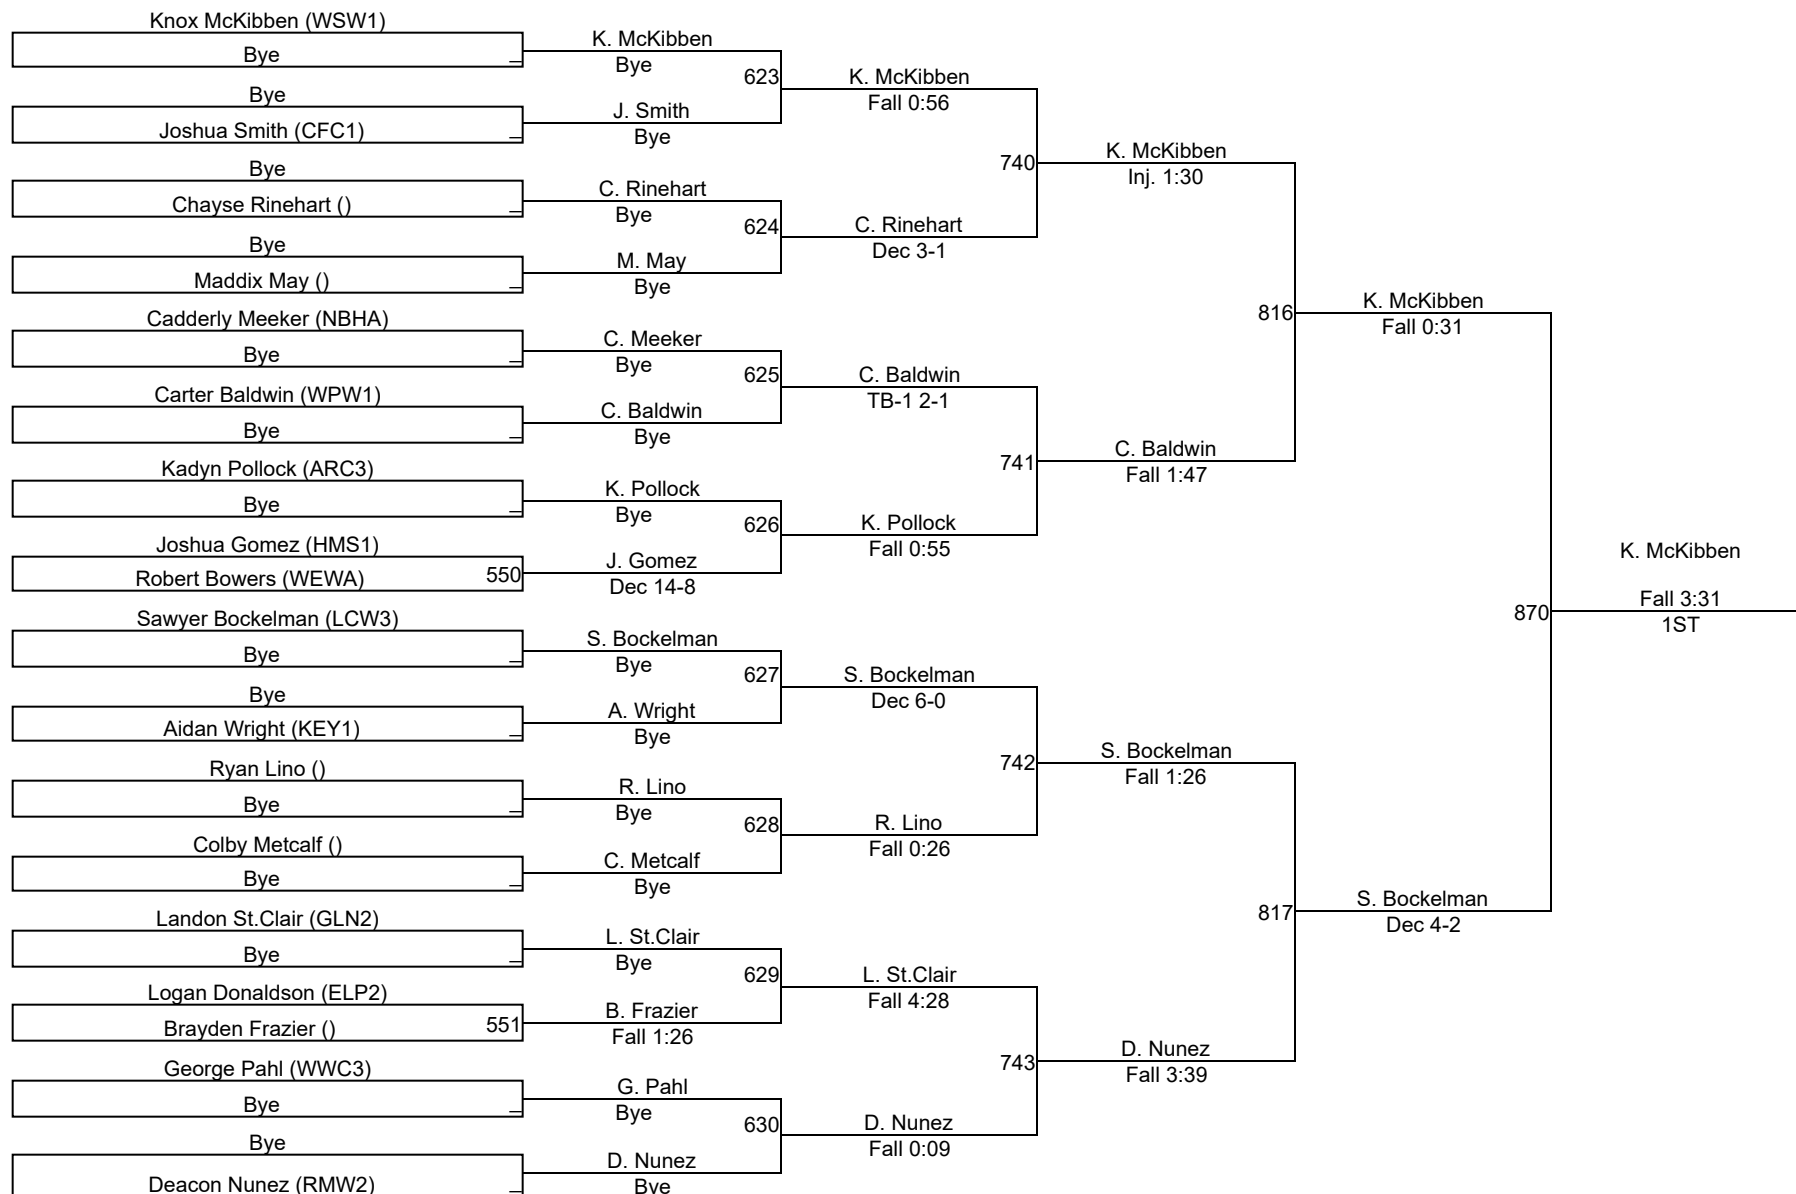 Knox McKibben (WSW1)
Bye
Bye
Joshua Smith (CFC1)
Bye
Chayse Rinehart ()
Bye
Maddix May ()
Cadderly Meeker (NBHA)
Bye
Carter Baldwin (WPW1)
Bye
Kadyn Pollock (ARC3)
Bye
Joshua Gomez (HMS1)
Robert Bowers (WEWA) 550
Sawyer Bockelman (LCW3)
Bye
Bye
Aidan Wright (KEY1)
Ryan Lino ()
Bye
Colby Metcalf ()
Bye
Landon St.Clair (GLN2)
Bye
Logan Donaldson (ELP2)
Brayden Frazier () 551
George Pahl (WWC3)
Bye
Bye
Deacon Nunez (RMW2)
K. McKibben
Bye
623
J. Smith
Bye
C. Rinehart
Bye
624
M. May
Bye
C. Meeker
Bye
625
C. Baldwin
Bye
K. Pollock
Bye
626
J. Gomez
Dec 14-8
S. Bockelman
Bye
627
A. Wright
Bye
R. Lino
Bye
628
C. Metcalf
Bye
L. St.Clair
Bye
629
B. Frazier
Fall 1:26
G. Pahl
Bye
630
D. Nunez
Bye
K. McKibben
Fall 0:56
740
C. Rinehart
Dec 3-1
C. Baldwin
TB-1 2-1
741
K. Pollock
Fall 0:55
S. Bockelman
Dec 6-0
742
R. Lino
Fall 0:26
L. St.Clair
Fall 4:28
743
D. Nunez
Fall 0:09
K. McKibben
Inj. 1:30
816
C. Baldwin
Fall 1:47
S. Bockelman
Fall 1:26
817
D. Nunez
Fall 3:39
K. McKibben
Fall 0:31
870
S. Bockelman
Dec 4-2
K. McKibben
Fall 3:31
1ST